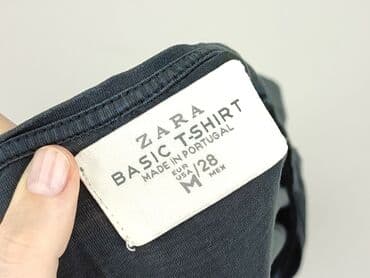 ZARA
BASIC T-SHIRT
MADE IN PORTUGAL
EUR USA M/28 MEX